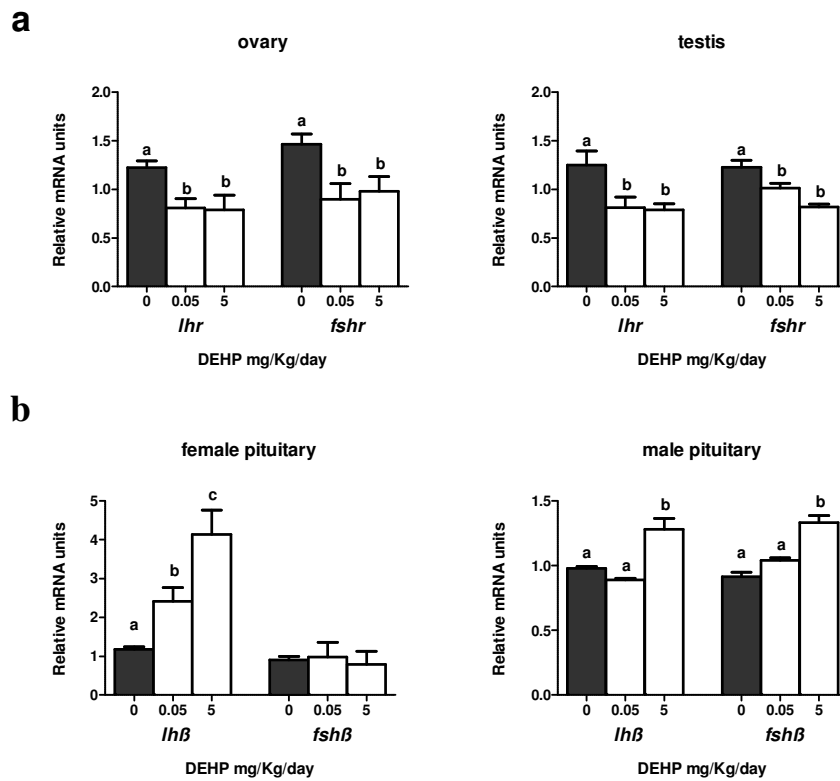 a
ovary
testis
Relative mRNA units
2.0
1.5
1.0
0.5
0.0
a
b
b
a
b
b
0 0.05 5 0 0.05 5
lhr fshr
DEHP mg/Kg/day
Relative mRNA units
2.0
1.5
1.0
0.5
0.0
a
b
b
a
b
b
0 0.05 5 0 0.05 5
lhr fshr
DEHP mg/Kg/day
b
female pituitary
male pituitary
Relative mRNA units
5
4
3
2
1
0
a
b
c
0 0.05 5 0 0.05 5
lhß fshß
DEHP mg/Kg/day
Relative mRNA units
1.5
1.0
0.5
0.0
a
a
b
a
a
b
0 0.05 5 0 0.05 5
lhß fshß
DEHP mg/Kg/day